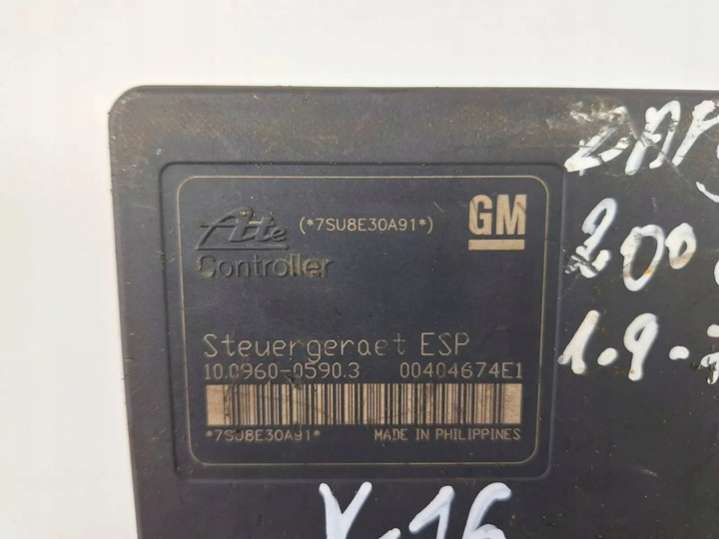 Ate (*7SU8E30A91*) GM
Controller
Steuergeraet ESP
10.0960-0590.3 00404674E1
*7SU8E30A91* MADE IN PHILIPPINES
200
1.9